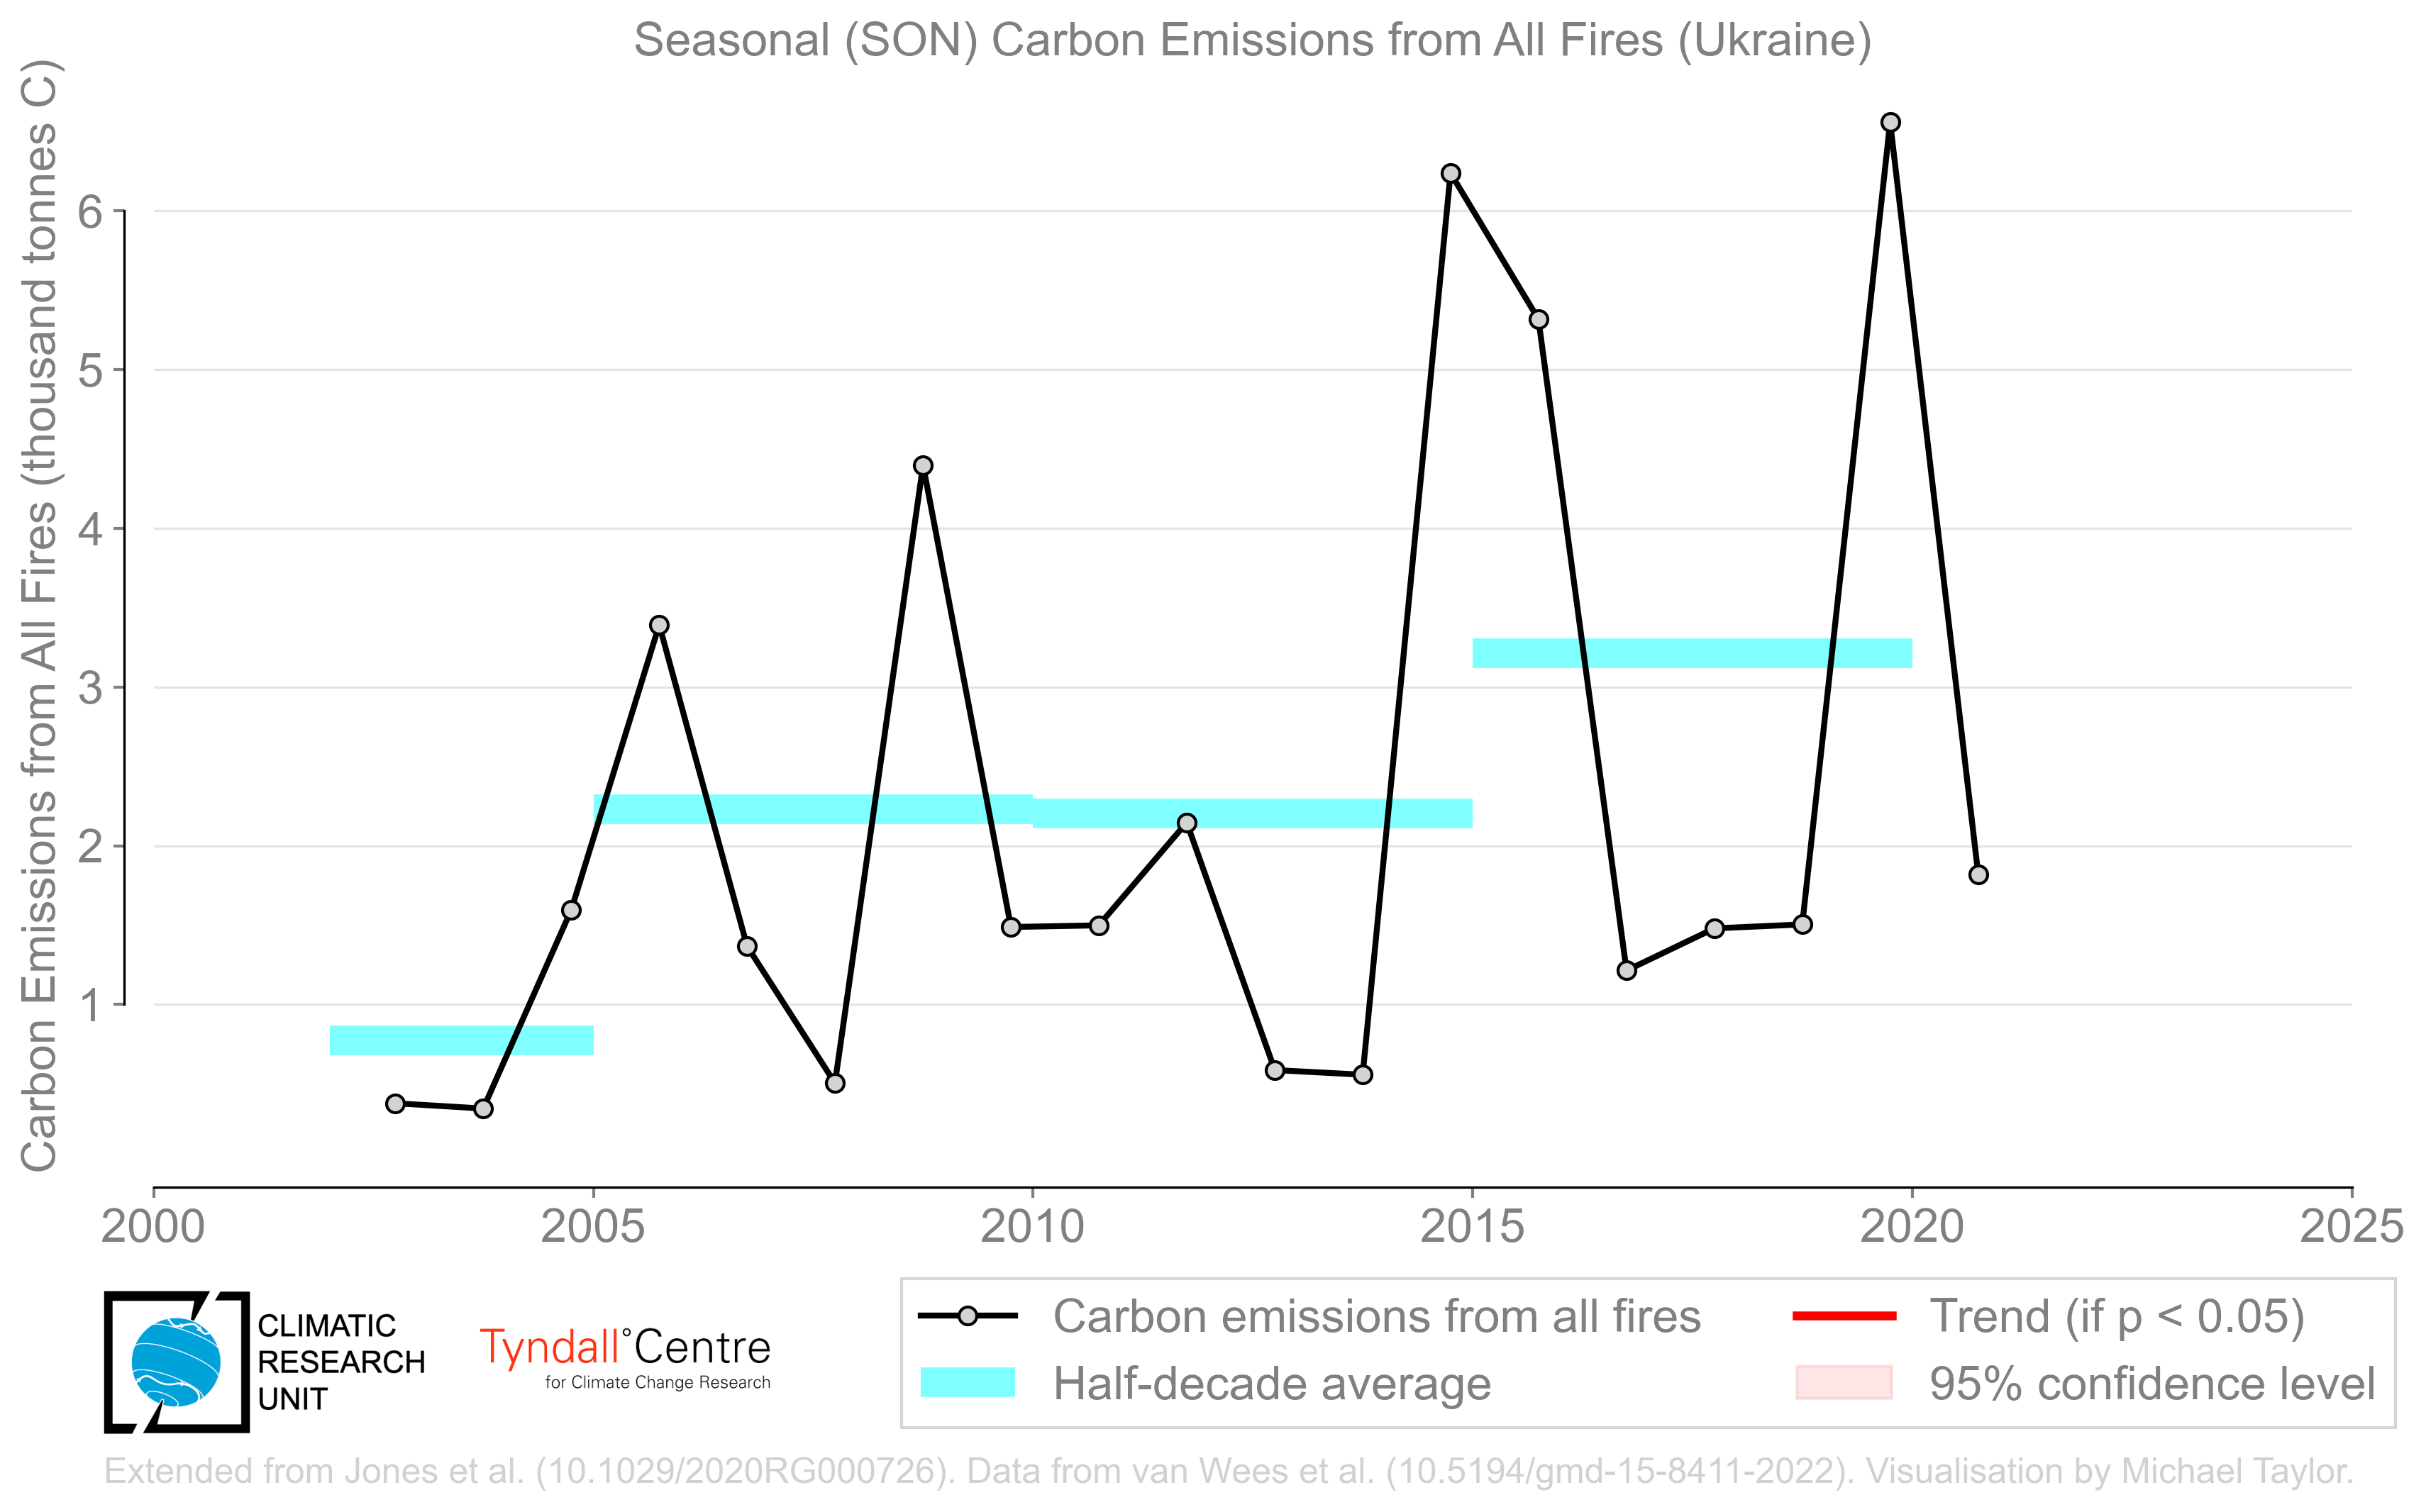 Seasonal (SON) Carbon Emissions from All Fires (Ukraine)
Carbon Emissions from All Fires (thousand tonnes C)
6
5
4
3
2
1
2000 2005 2010 2015 2020 2025
CLIMATIC
RESEARCH
UNIT
Tyndall°Centre
for Climate Change Research
Carbon emissions from all fires
Half-decade average
Trend (if p < 0.05)
95% confidence level
Extended from Jones et al. (10.1029/2020RG000726). Data from van Wees et al. (10.5194/gmd-15-8411-2022). Visualisation by Michael Taylor.